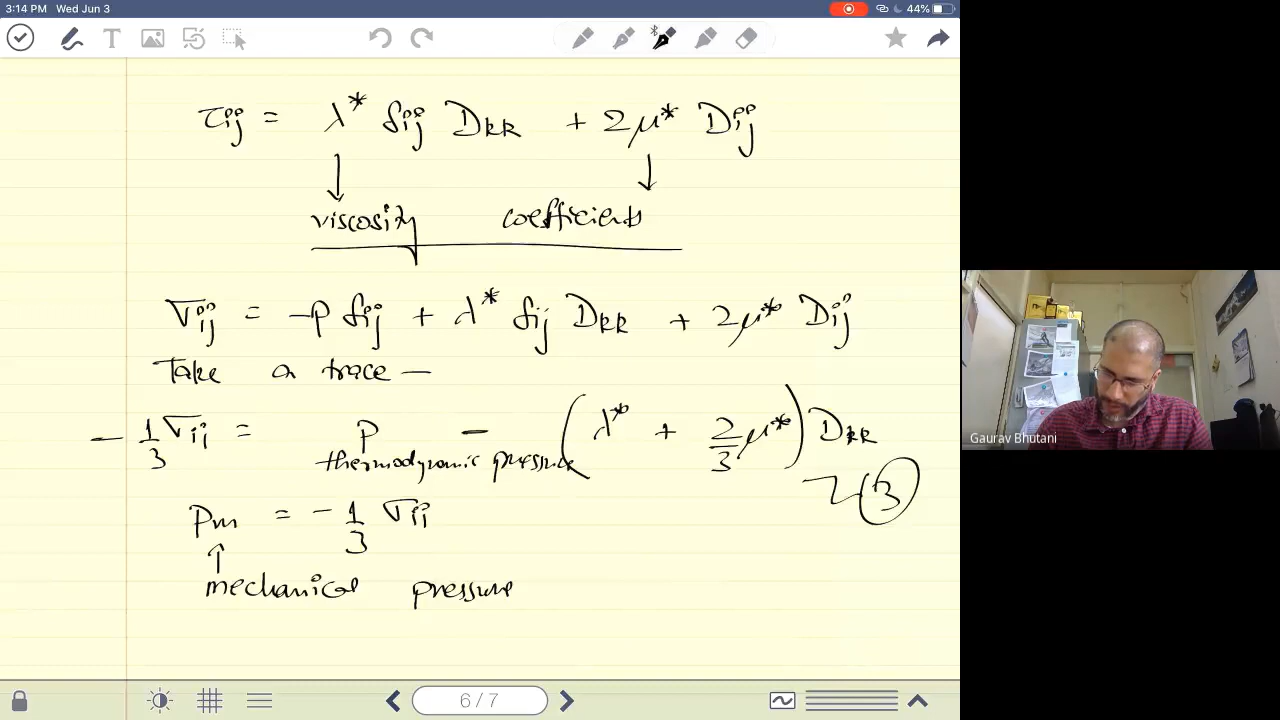 3:14 PM Wed Jun 3
44%
τij = λ* δij Dkk + 2μ* Dij
viscosity coefficients
σij = -p δij + λ* δij Dkk + 2μ* Dij
Take a trace —
- 1/3 σii = p - (λ* + 2/3 μ*) Dkk
thermodynamic pressure
3
Pm = - 1/3 σii
mechanical pressure
Gaurav Bhutani
6 / 7